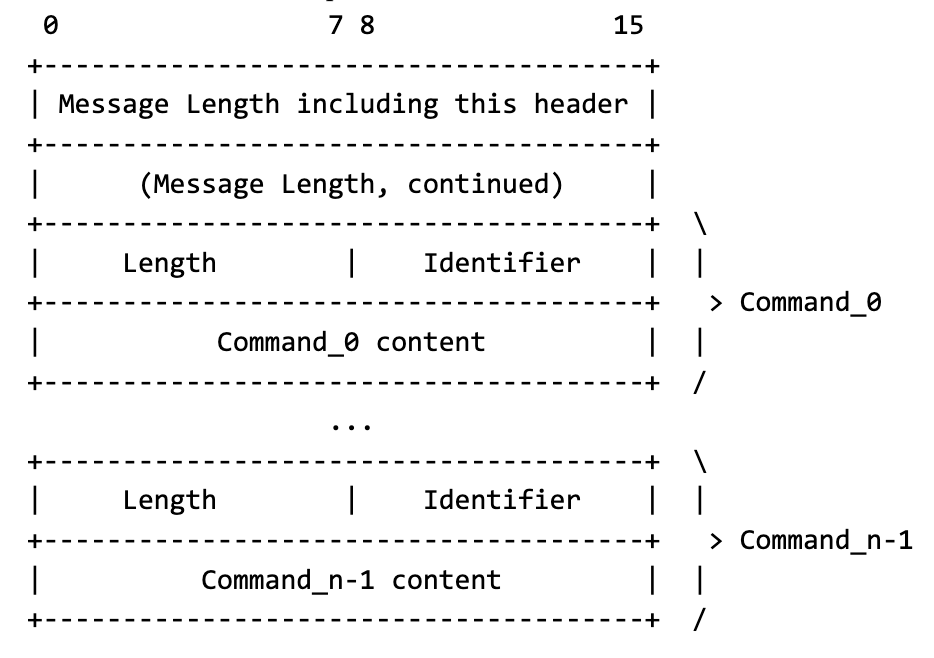 0 7 8 15
+---------------------------------------+
| Message Length including this header |
+---------------------------------------+
| (Message Length, continued) |
+---------------------------------------+ \
| Length | Identifier | |
+---------------------------------------+ > Command_0
| Command_0 content | |
+---------------------------------------+ /
...
+---------------------------------------+ \
| Length | Identifier | |
+---------------------------------------+ > Command_n-1
| Command_n-1 content | |
+---------------------------------------+ /